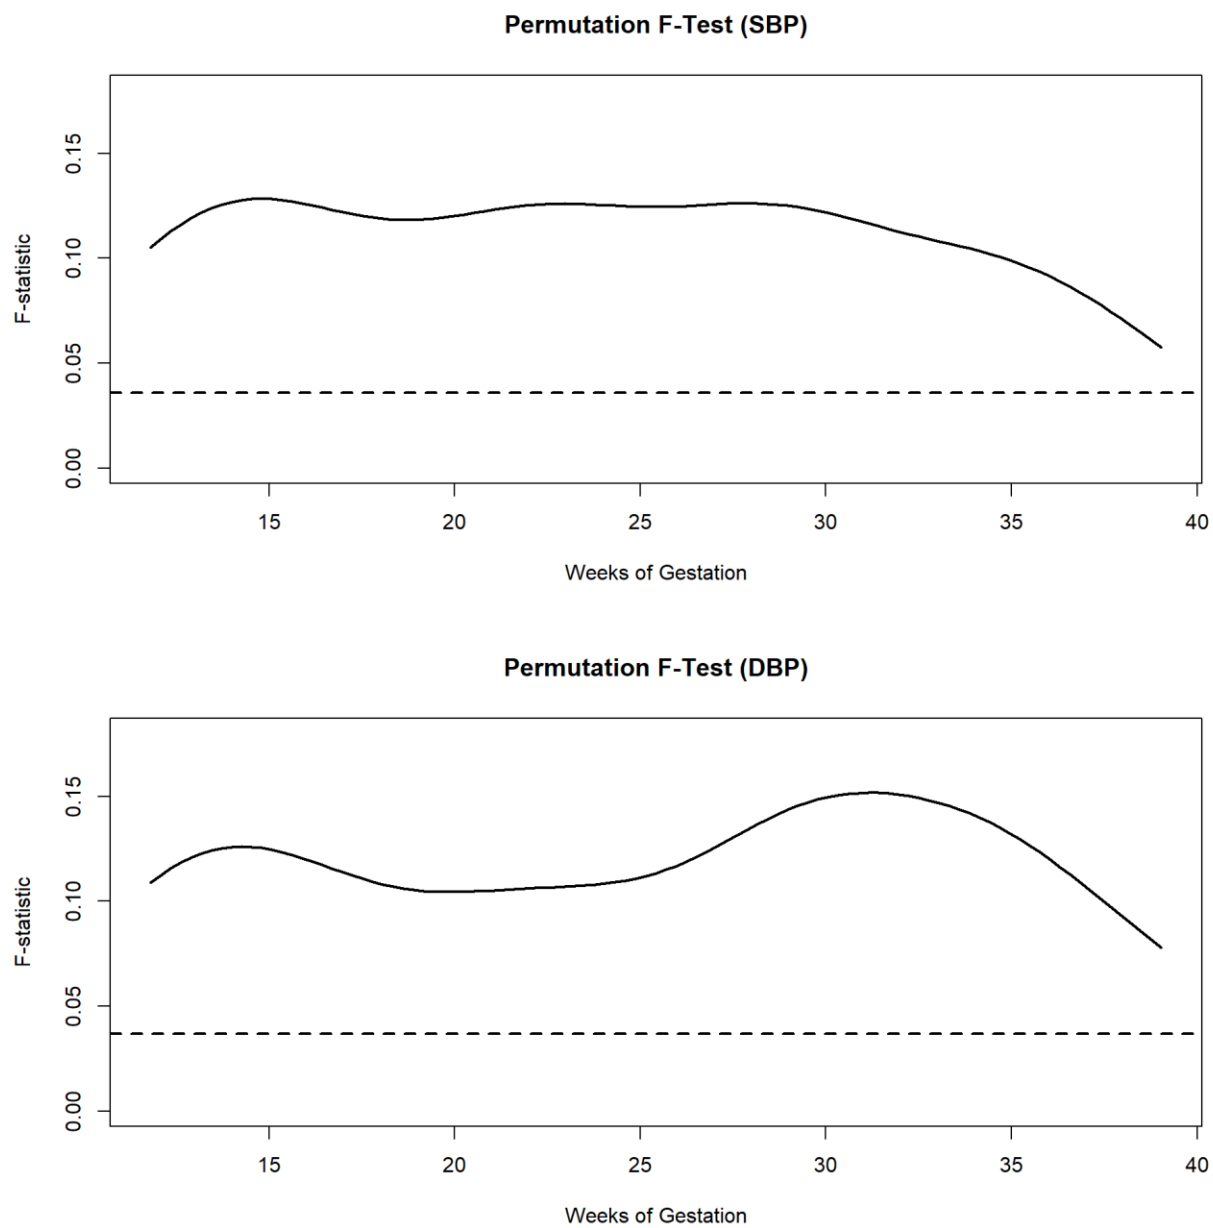 Permutation F-Test (SBP)
F-statistic
0.15
0.10
0.05
0.00
15 20 25 30 35 40
Weeks of Gestation
Permutation F-Test (DBP)
F-statistic
0.15
0.10
0.05
0.00
15 20 25 30 35 40
Weeks of Gestation